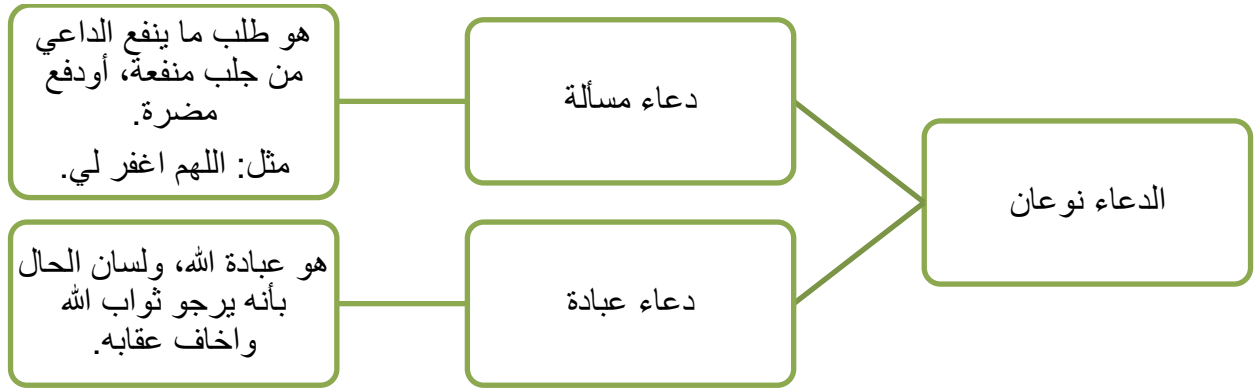 الدعاء نوعان
دعاء مسألة
هو طلب ما ينفع الداعي
من جلب منفعة، أودفع
مضرة.
مثل: اللهم اغفر لي.
دعاء عبادة
هو عبادة الله، ولسان الحال
بأنه يرجو ثواب الله
واخاف عقابه.